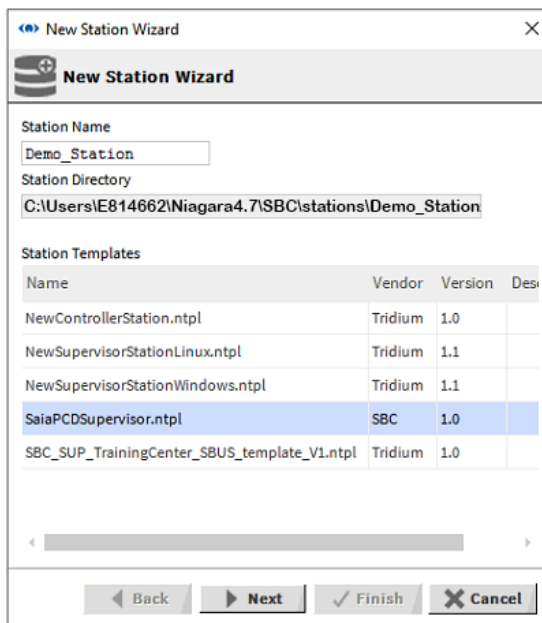 New Station Wizard
New Station Wizard
Station Name
Demo_Station
Station Directory
C:\Users\E814662\Niagara4.7\SBC\stations\Demo_Station
Station Templates
Name Vendor Version Desc
NewControllerStation.ntpl Tridium 1.0
NewSupervisorStationLinux.ntpl Tridium 1.1
NewSupervisorStationWindows.ntpl Tridium 1.1
SaiaPCDSupervisor.ntpl SBC 1.0
SBC_SUP_TrainingCenter_SBUS_template_V1.ntpl Tridium 1.0
Back Next Finish Cancel